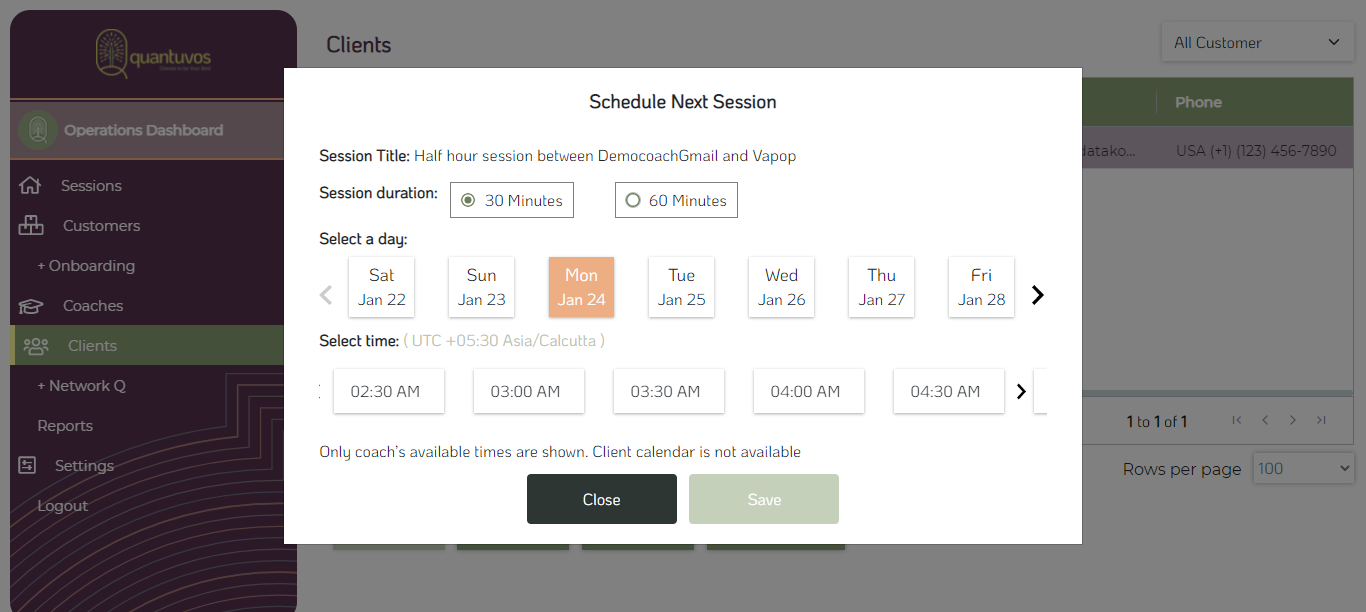 quantuvos
Operations Dashboard
Sessions
Customers
+ Onboarding
Coaches
Clients
+ Network Q
Reports
Settings
Logout
Clients
All Customer
Phone
datako...
USA (+1) (123) 456-7890
1 to 1 of 1
Rows per page
100
Schedule Next Session
Session Title: Half hour session between DemocoachGmail and Vapop
Session duration:
30 Minutes
60 Minutes
Select a day:
Sat
Jan 22
Sun
Jan 23
Mon
Jan 24
Tue
Jan 25
Wed
Jan 26
Thu
Jan 27
Fri
Jan 28
Select time: ( UTC +05:30 Asia/Calcutta )
02:30 AM
03:00 AM
03:30 AM
04:00 AM
04:30 AM
Only coach's available times are shown. Client calendar is not available
Close
Save